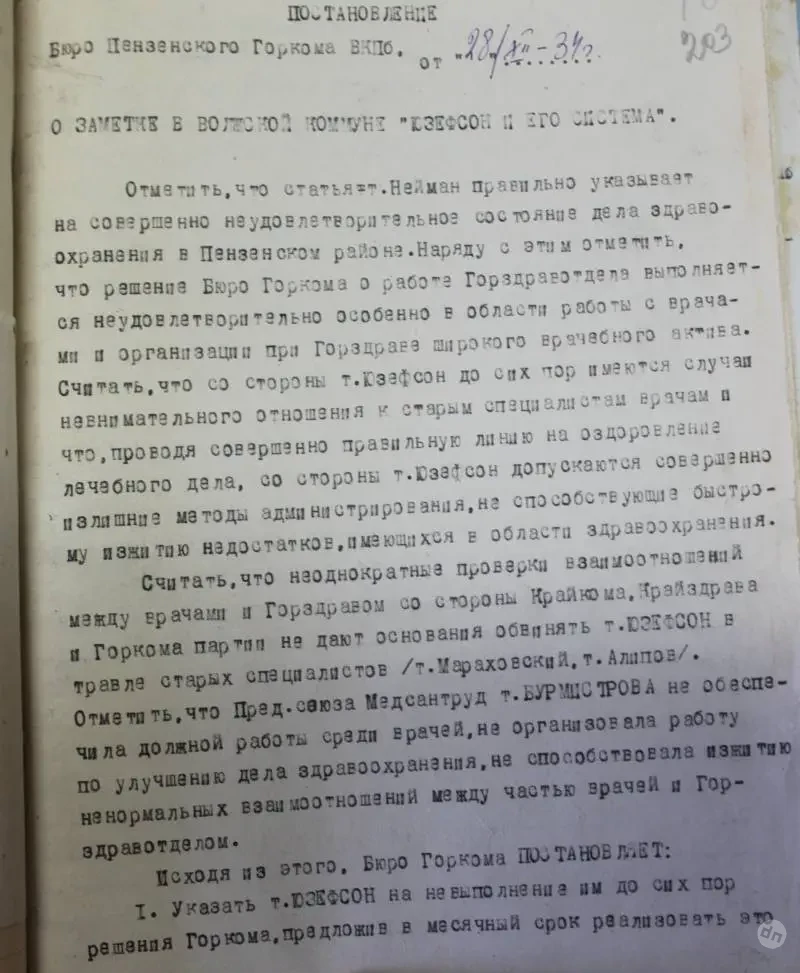 ПОСТАНОВЛЕНИЕ
203
Бюро Пензенского Горкома ВКПб. от "28/XII-34г.
О ЗАМЕТКЕ В ВОЛЖСКОЙ КОММУНЕ "ЮЗЕФСОН И ЕГО СИСТЕМА".
Отметить,что статья т.Нейман правильно указывает
на совершенно неудовлетворительное состояние дела здраво-
охранения в Пензенском районе.Наряду с этим отметить,
что решение Бюро Горкома о работе Горздравотдела выполняет-
ся неудовлетворительно особенно в области работы с врача-
ми и организации при Горздраве широкого врачебного актива.
Считать,что со стороны т.Юзефсон до сих пор имеются случаи
невнимательного отношения к старым специалистам врачам и
что,проводя совершенно правильную линию на оздоровление
лечебного дела, со стороны т.Юзефсон допускаются совершенно
излишние методы администрирования,не способствующие быстро-
му изжитию недостатков,имеющихся в области здравоохранения.
Считать,что неоднократные проверки взаимоотношений
между врачами и Горздравом со стороны Крайкома,Крайздрава
и Горкома партии не дают основания обвинять т.ЮЗЕФСОН в
травле старых специалистов /т.Мараховский,т.Алипов/.
Отметить,что Пред.союза Медсантруд т.БУРМИСТРОВА не обеспе-
чила должной работы среди врачей,не организовала работу
по улучшению дела здравоохранения,не способствовала изжитию
ненормальных взаимоотношений между частью врачей и Гор-
здравотделом.
Исходя из этого, Бюро Горкома ПОСТАНОВЛЯЕТ:
I. Указать т.ЮЗЕФСОН на невыполнение им до сих пор
решения Горкома,предложив в месячный срок реализовать это
dn